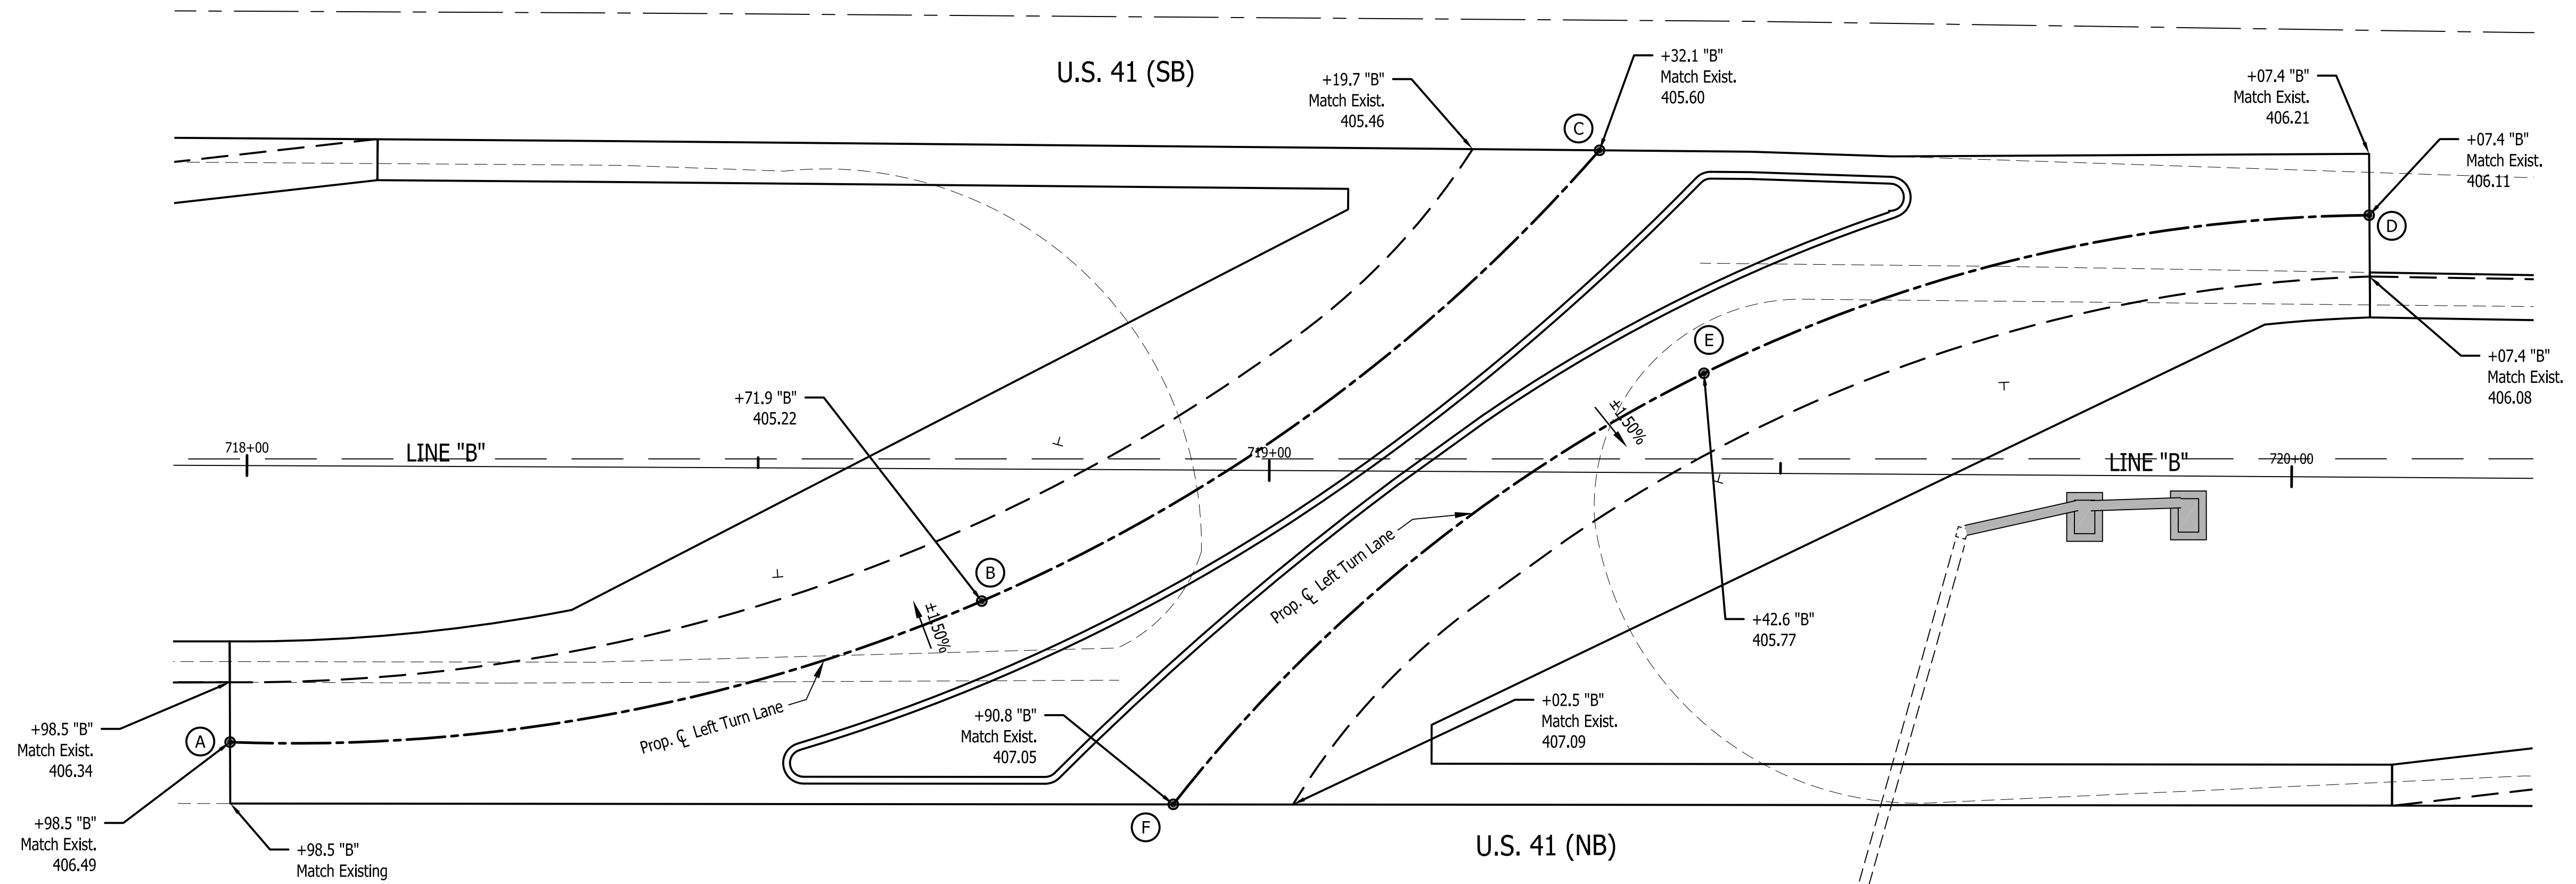 U.S. 41 (SB)
+19.7 "B"
Match Exist.
405.46
+32.1 "B"
Match Exist.
405.60
C
+07.4 "B"
Match Exist.
406.21
+07.4 "B"
Match Exist.
406.11
D
E
+07.4 "B"
Match Exist.
406.08
+71.9 "B"
405.22
±1.50%
718+00
LINE "B"
719+00
LINE "B"
720+00
B
±1.50%
Prop. ℄ Left Turn Lane
+42.6 "B"
405.77
Prop. ℄ Left Turn Lane
+98.5 "B"
Match Exist.
406.34
A
+90.8 "B"
Match Exist.
407.05
+02.5 "B"
Match Exist.
407.09
+98.5 "B"
Match Exist.
406.49
F
+98.5 "B"
Match Existing
U.S. 41 (NB)